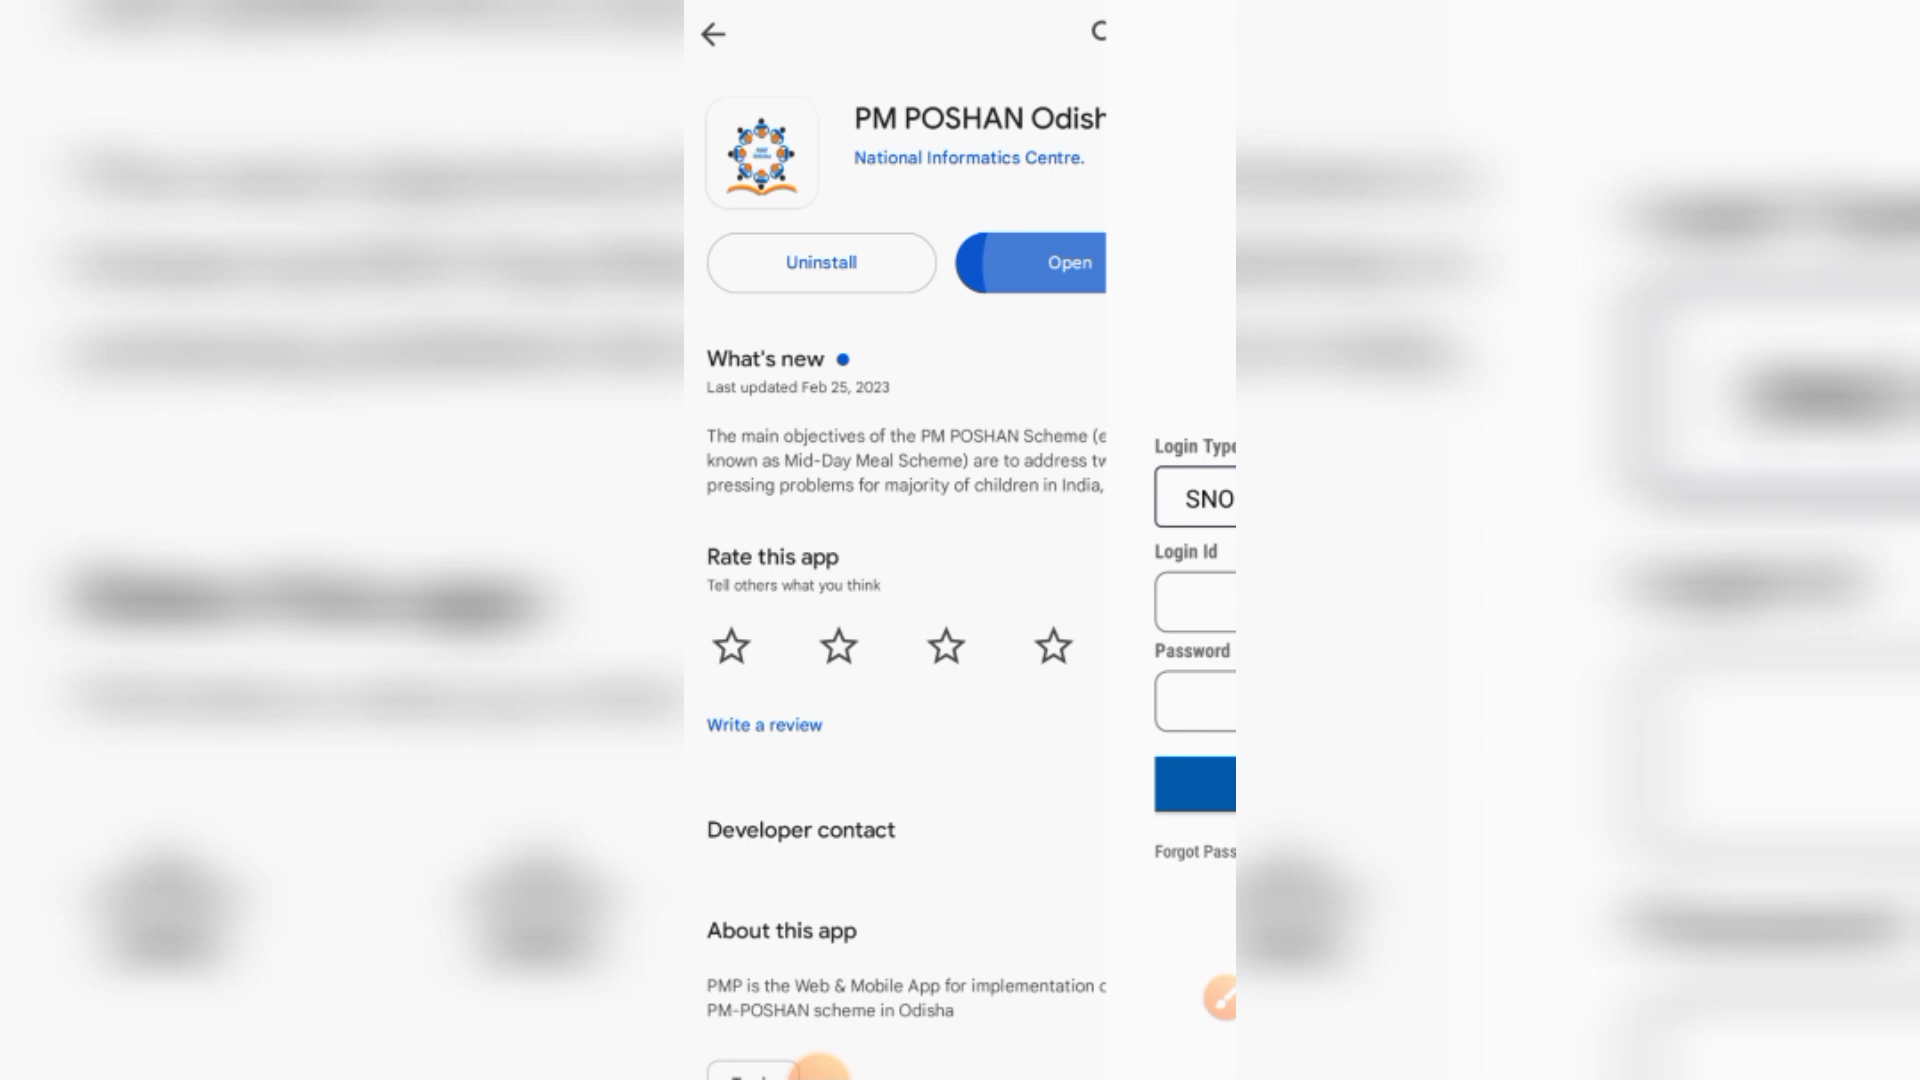 PM POSHAN Odish
National Informatics Centre.
Uninstall
Open
What's new
Last updated Feb 25, 2023
The main objectives of the PM POSHAN Scheme (e
known as Mid-Day Meal Scheme) are to address tw
pressing problems for majority of children in India,
Rate this app
Tell others what you think
Write a review
Developer contact
About this app
PMP is the Web & Mobile App for implementation o
PM-POSHAN scheme in Odisha
Login Type
SNO
Login Id
Password
Forgot Pass